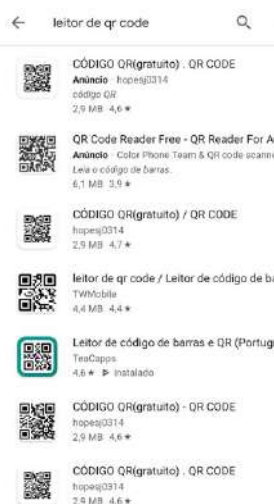 leitor de qr code
CÓDIGO QR(gratuito) . QR CODE
Anúncio · hopesj0314
código QR
2,9 MB 4,6 ★
QR Code Reader Free - QR Reader For A
Anúncio · Color Phone Team & QR code scanne
Leia o código de barras.
6,1 MB 3,9 ★
CÓDIGO QR(gratuito) / QR CODE
hopesj0314
2,9 MB 4,7 ★
leitor de qr code / Leitor de código de ba
TWMobile
4,4 MB 4,4 ★
Leitor de código de barras e QR (Portugu
TeaCapps
4,6 ★ Instalado
CÓDIGO QR(gratuito) - QR CODE
hopesj0314
2,9 MB 4,6 ★
CÓDIGO QR(gratuito) . QR CODE
hopesj0314
2,9 MB 4,6 ★